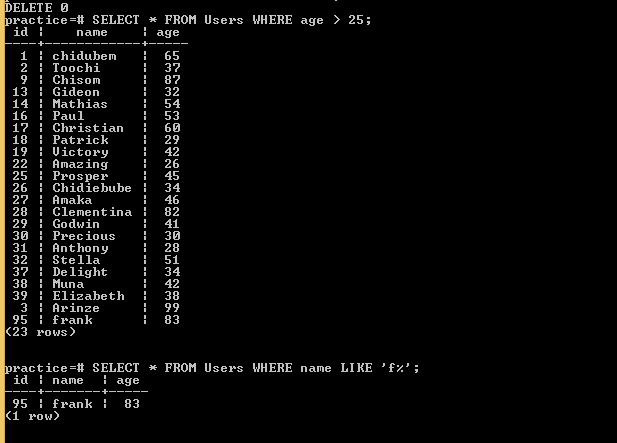 DELETE 0
practice=# SELECT * FROM Users WHERE age > 25;
 id ¦    name    ¦ age
----+------------+-----
  1 ¦ chidubem   ¦  65
  2 ¦ Toochi     ¦  37
  9 ¦ Chisom     ¦  87
 13 ¦ Gideon     ¦  32
 14 ¦ Mathias    ¦  54
 16 ¦ Paul       ¦  53
 17 ¦ Christian  ¦  60
 18 ¦ Patrick    ¦  29
 19 ¦ Victory    ¦  42
 22 ¦ Amazing    ¦  26
 25 ¦ Prosper    ¦  45
 26 ¦ Chidiebube ¦  34
 27 ¦ Amaka      ¦  46
 28 ¦ Clementina ¦  82
 29 ¦ Godwin     ¦  41
 30 ¦ Precious   ¦  30
 31 ¦ Anthony    ¦  28
 32 ¦ Stella     ¦  51
 37 ¦ Delight    ¦  34
 38 ¦ Muna       ¦  42
 39 ¦ Elizabeth  ¦  38
  3 ¦ Arinze     ¦  99
 95 ¦ frank      ¦  83
(23 rows)
practice=# SELECT * FROM Users WHERE name LIKE 'f%';
 id ¦ name  ¦ age
----+-------+-----
 95 ¦ frank ¦  83
(1 row)